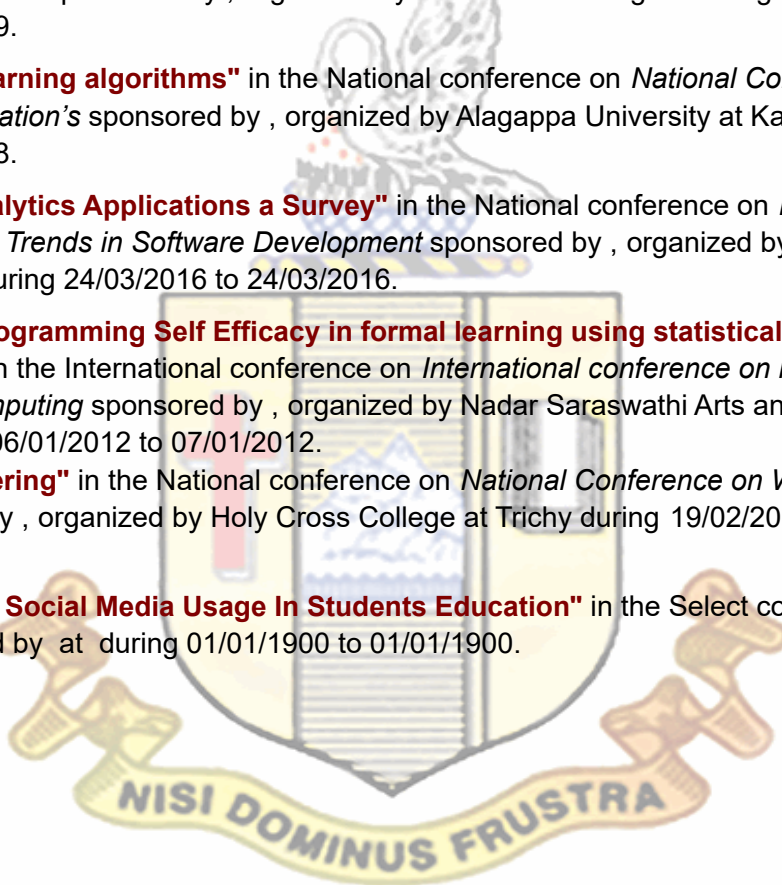 9.
arning algorithms" in the National conference on National Co
ation's sponsored by , organized by Alagappa University at Ka
8.
alytics Applications a Survey" in the National conference on
Trends in Software Development sponsored by , organized by
uring 24/03/2016 to 24/03/2016.
ogramming Self Efficacy in formal learning using statistical
n the International conference on International conference on
mputing sponsored by , organized by Nadar Saraswathi Arts an
06/01/2012 to 07/01/2012.
ering" in the National conference on National Conference on W
y , organized by Holy Cross College at Trichy during 19/02/20
Social Media Usage In Students Education" in the Select co
d by at during 01/01/1900 to 01/01/1900.
NISI DOMINUS FRUSTRA